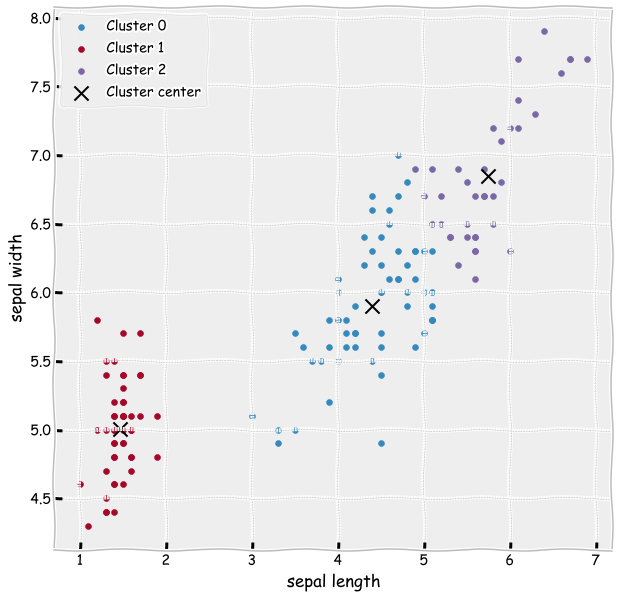 8.0
7.5
7.0
6.5
6.0
5.5
5.0
4.5
sepal width
Cluster 0
Cluster 1
Cluster 2
Cluster center
1 2 3 4 5 6 7
sepal length